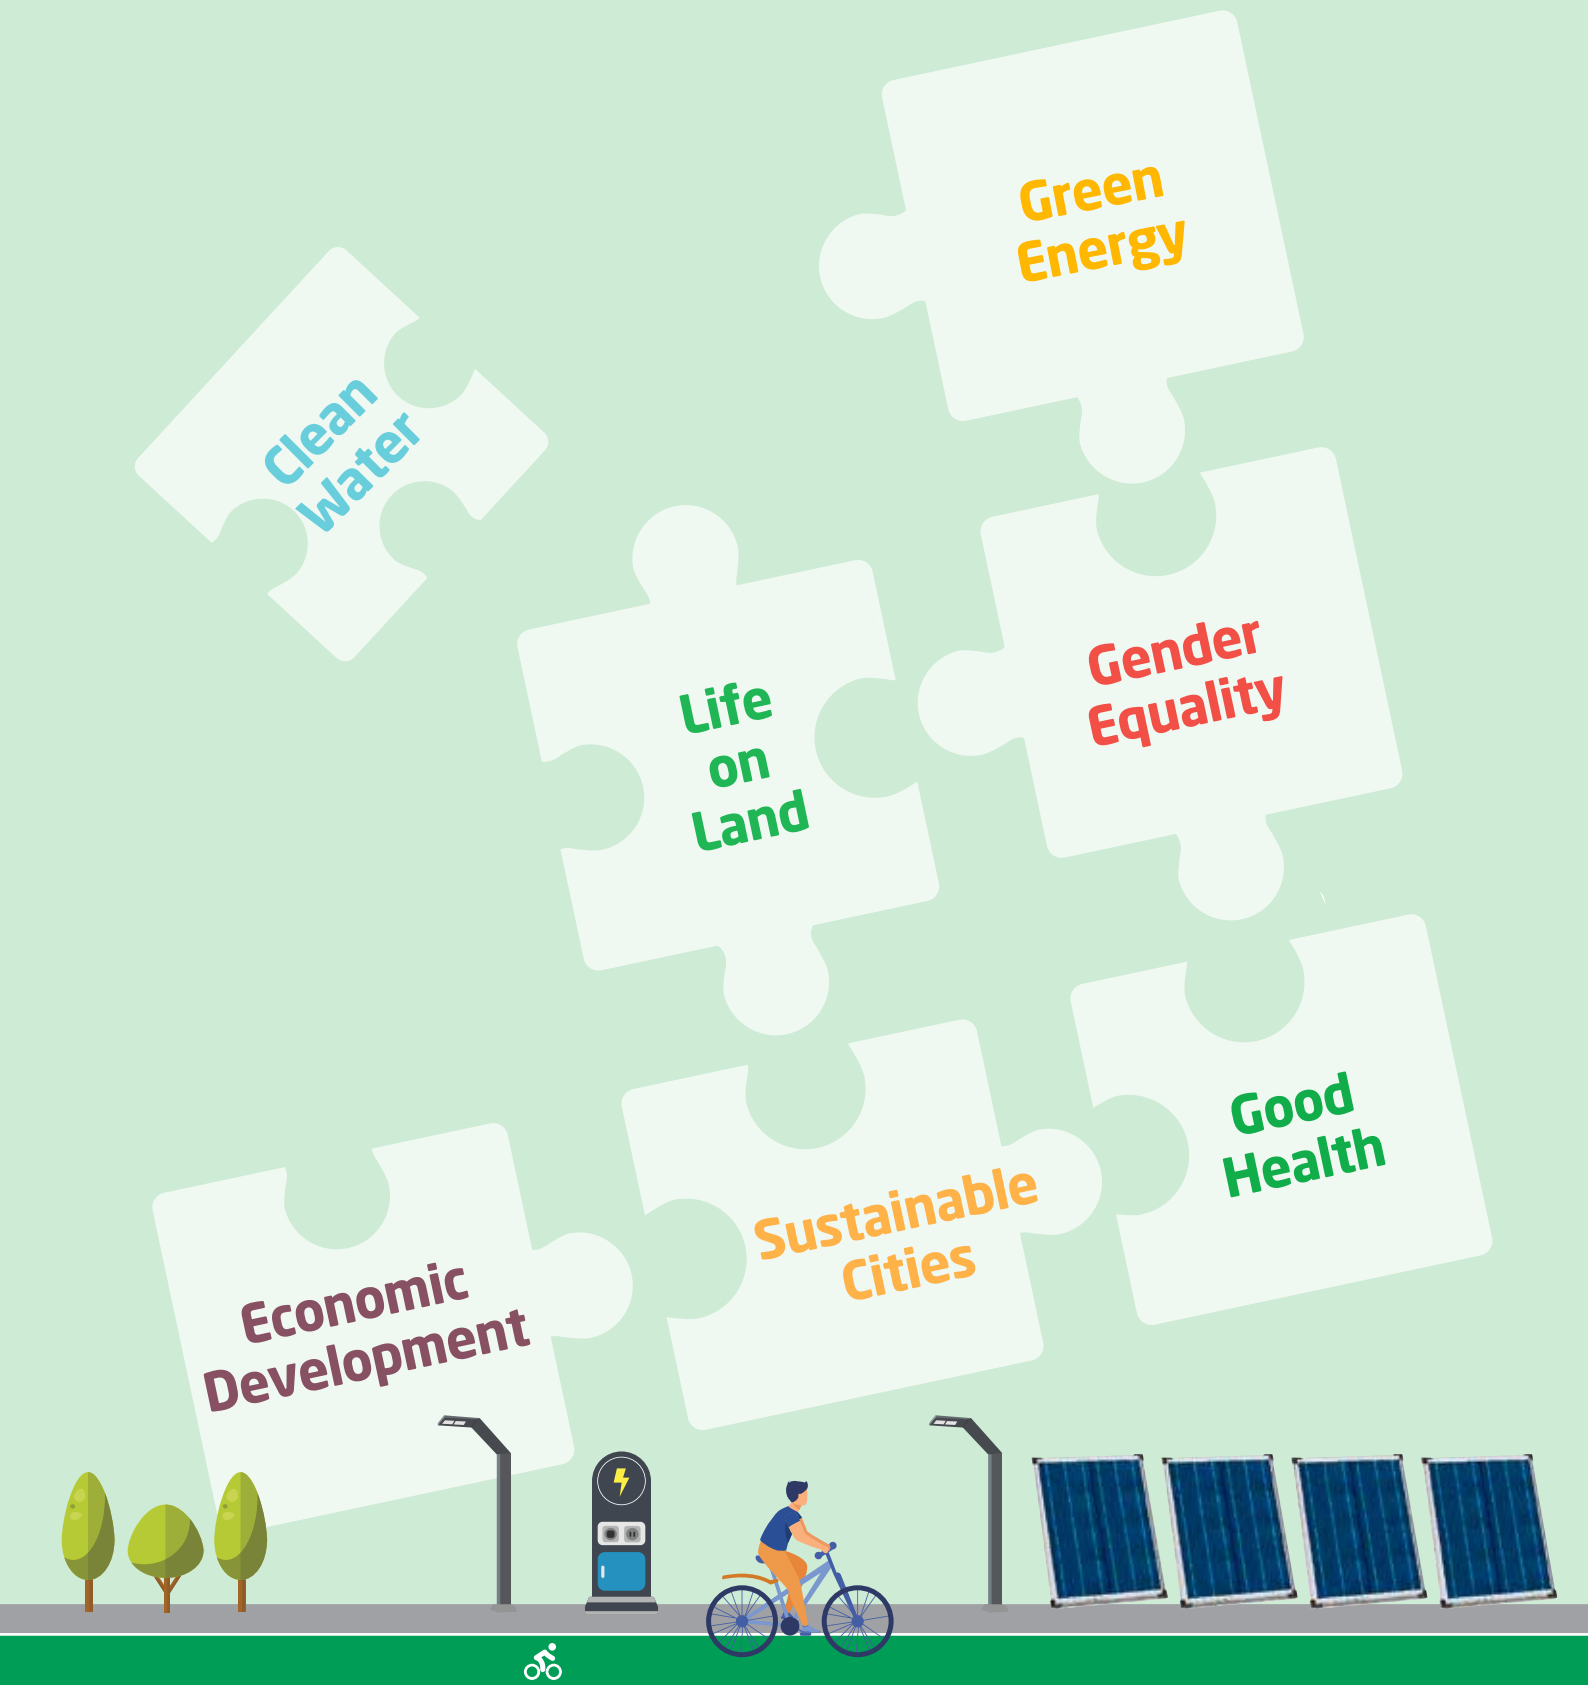 Green
Energy
Clean
Water
Gender
Equality
Life
on
Land
Good
Health
Sustainable
Cities
Economic
Development